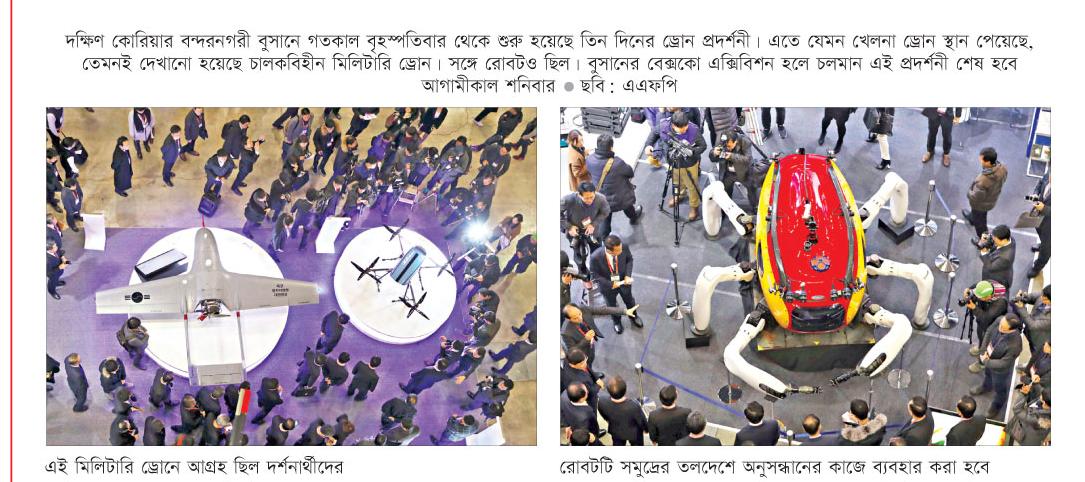 দক্ষিণ কোরিয়ার বন্দরনগরী বুসানে গতকাল বৃহস্পতিবার থেকে শুরু হয়েছে তিন দিনের ড্রোন প্রদর্শনী। এতে যেমন খেলনা ড্রোন স্থান পেয়েছে,
তেমনই দেখানো হয়েছে চালকবিহীন মিলিটারি ড্রোন। সঙ্গে রোবটও ছিল। বুসানের বেক্সকো এক্সিবিশন হলে চলমান এই প্রদর্শনী শেষ হবে
আগামীকাল শনিবার ● ছবি: এএফপি
এই মিলিটারি ড্রোনে আগ্রহ ছিল দর্শনার্থীদের
রোবটটি সমুদ্রের তলদেশে অনুসন্ধানের কাজে ব্যবহার করা হবে